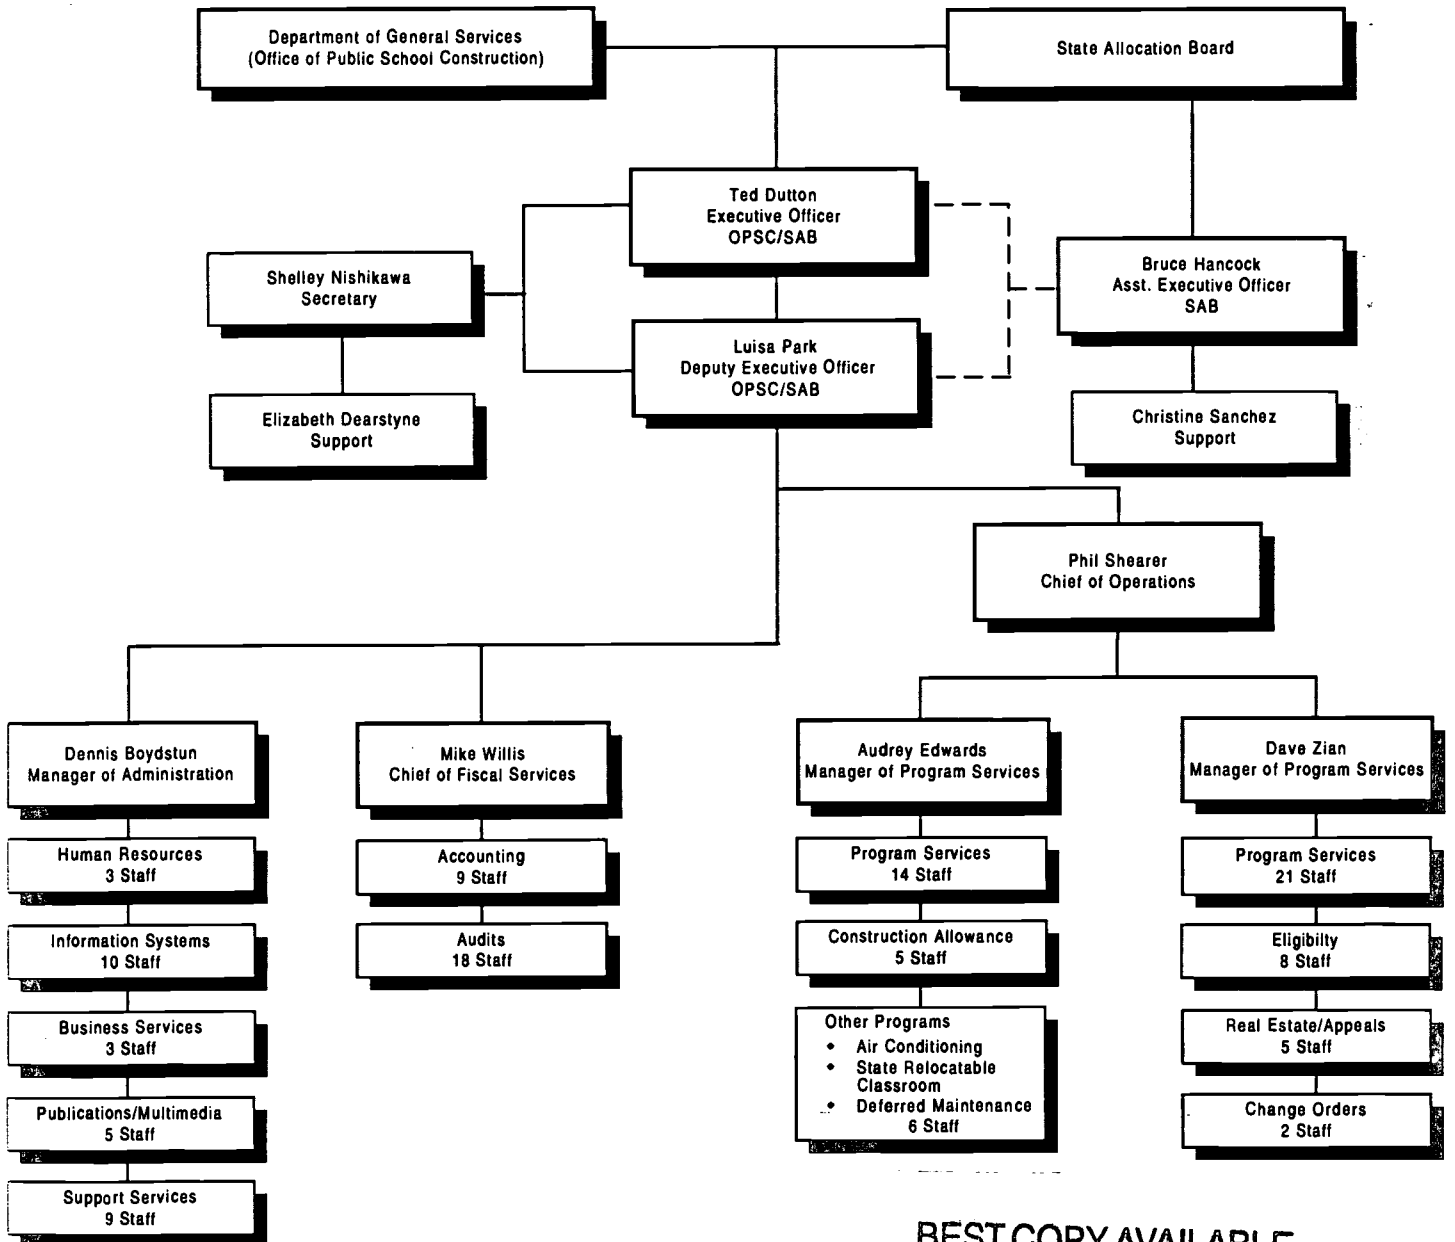 Department of General Services
(Office of Public School Construction)
State Allocation Board
Ted Dutton
Executive Officer
OPSC/SAB
Shelley Nishikawa
Secretary
Bruce Hancock
Asst. Executive Officer
SAB
Luisa Park
Deputy Executive Officer
OPSC/SAB
Elizabeth Dearstyne
Support
Christine Sanchez
Support
Phil Shearer
Chief of Operations
Dennis Boydstun
Manager of Administration
Mike Willis
Chief of Fiscal Services
Audrey Edwards
Manager of Program Services
Dave Zian
Manager of Program Services
Human Resources
3 Staff
Information Systems
10 Staff
Business Services
3 Staff
Publications/Multimedia
5 Staff
Support Services
9 Staff
Accounting
9 Staff
Audits
18 Staff
Program Services
14 Staff
Construction Allowance
5 Staff
Other Programs
• Air Conditioning
• State Relocatable
Classroom
• Deferred Maintenance
6 Staff
Program Services
21 Staff
Eligibilty
8 Staff
Real Estate/Appeals
5 Staff
Change Orders
2 Staff
BEST COPY AVAILABLE